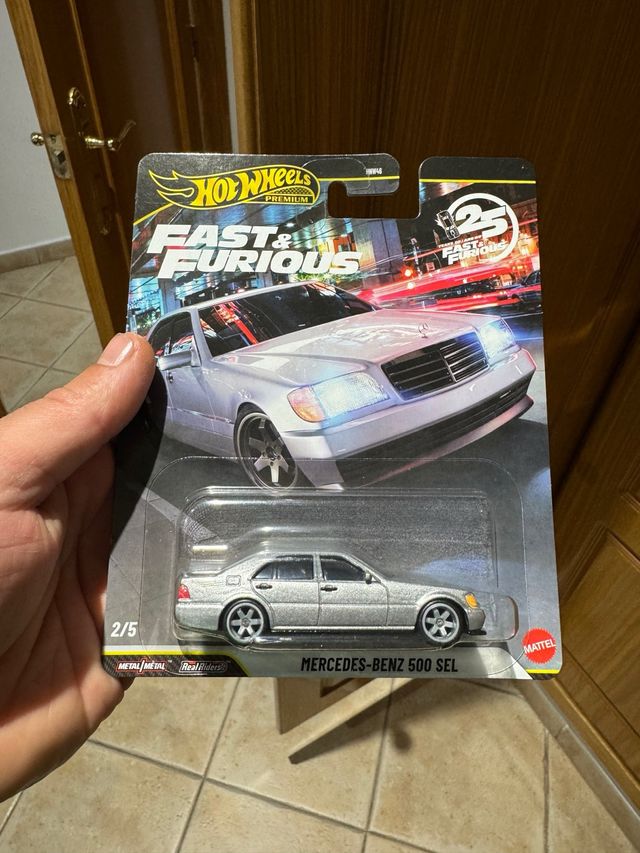 HNW46
HOT WHEELS
PREMIUM
FAST &
FURIOUS
25
FAST &
FURIOUS
2/5
METAL/METAL
Real Riders
MERCEDES-BENZ 500 SEL
MATTEL